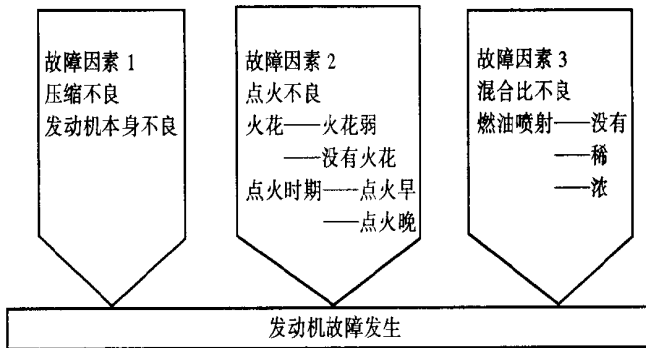 故障因素 1
压缩不良
发动机本身不良
故障因素 2
点火不良
火花——火花弱
——没有火花
点火时期——点火早
——点火晚
故障因素 3
混合比不良
燃油喷射——没有
——稀
——浓
发动机故障发生